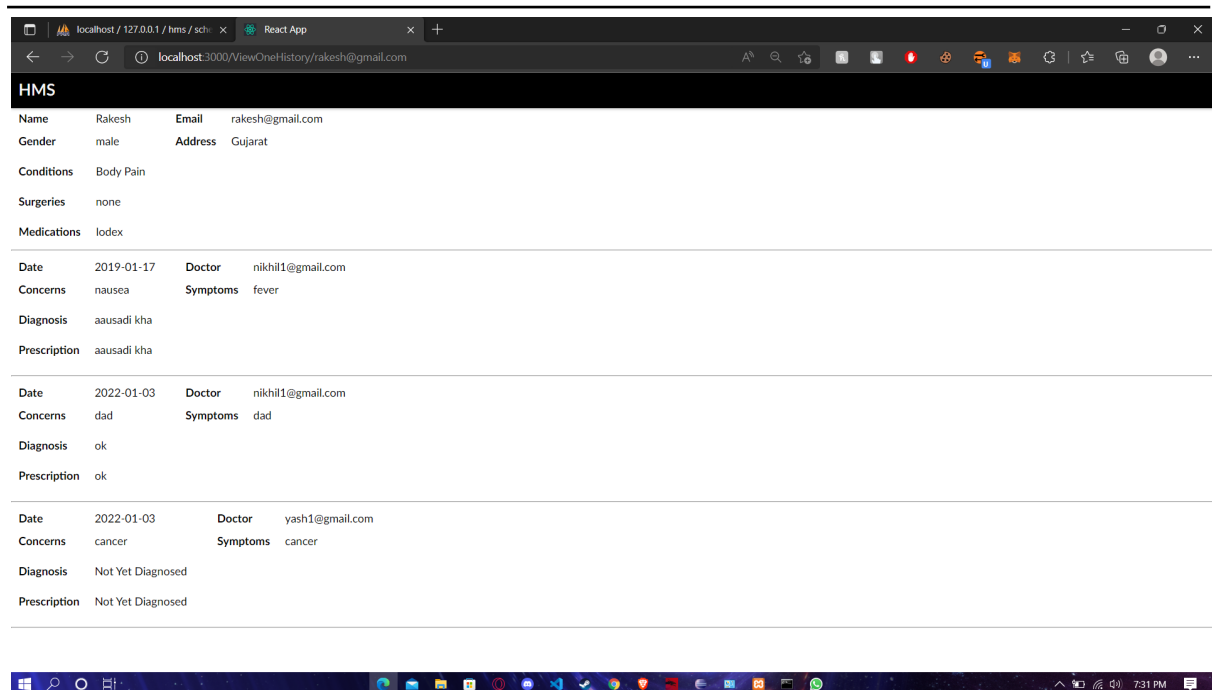 localhost / 127.0.0.1 / hms / sche
React App
localhost:3000/ViewOneHistory/rakesh@gmail.com
HMS
Name Rakesh Email rakesh@gmail.com
Gender male Address Gujarat
Conditions Body Pain
Surgeries none
Medications Iodex
Date 2019-01-17 Doctor nikhil1@gmail.com
Concerns nausea Symptoms fever
Diagnosis aausadi kha
Prescription aausadi kha
Date 2022-01-03 Doctor nikhil1@gmail.com
Concerns dad Symptoms dad
Diagnosis ok
Prescription ok
Date 2022-01-03 Doctor yash1@gmail.com
Concerns cancer Symptoms cancer
Diagnosis Not Yet Diagnosed
Prescription Not Yet Diagnosed
7:31 PM